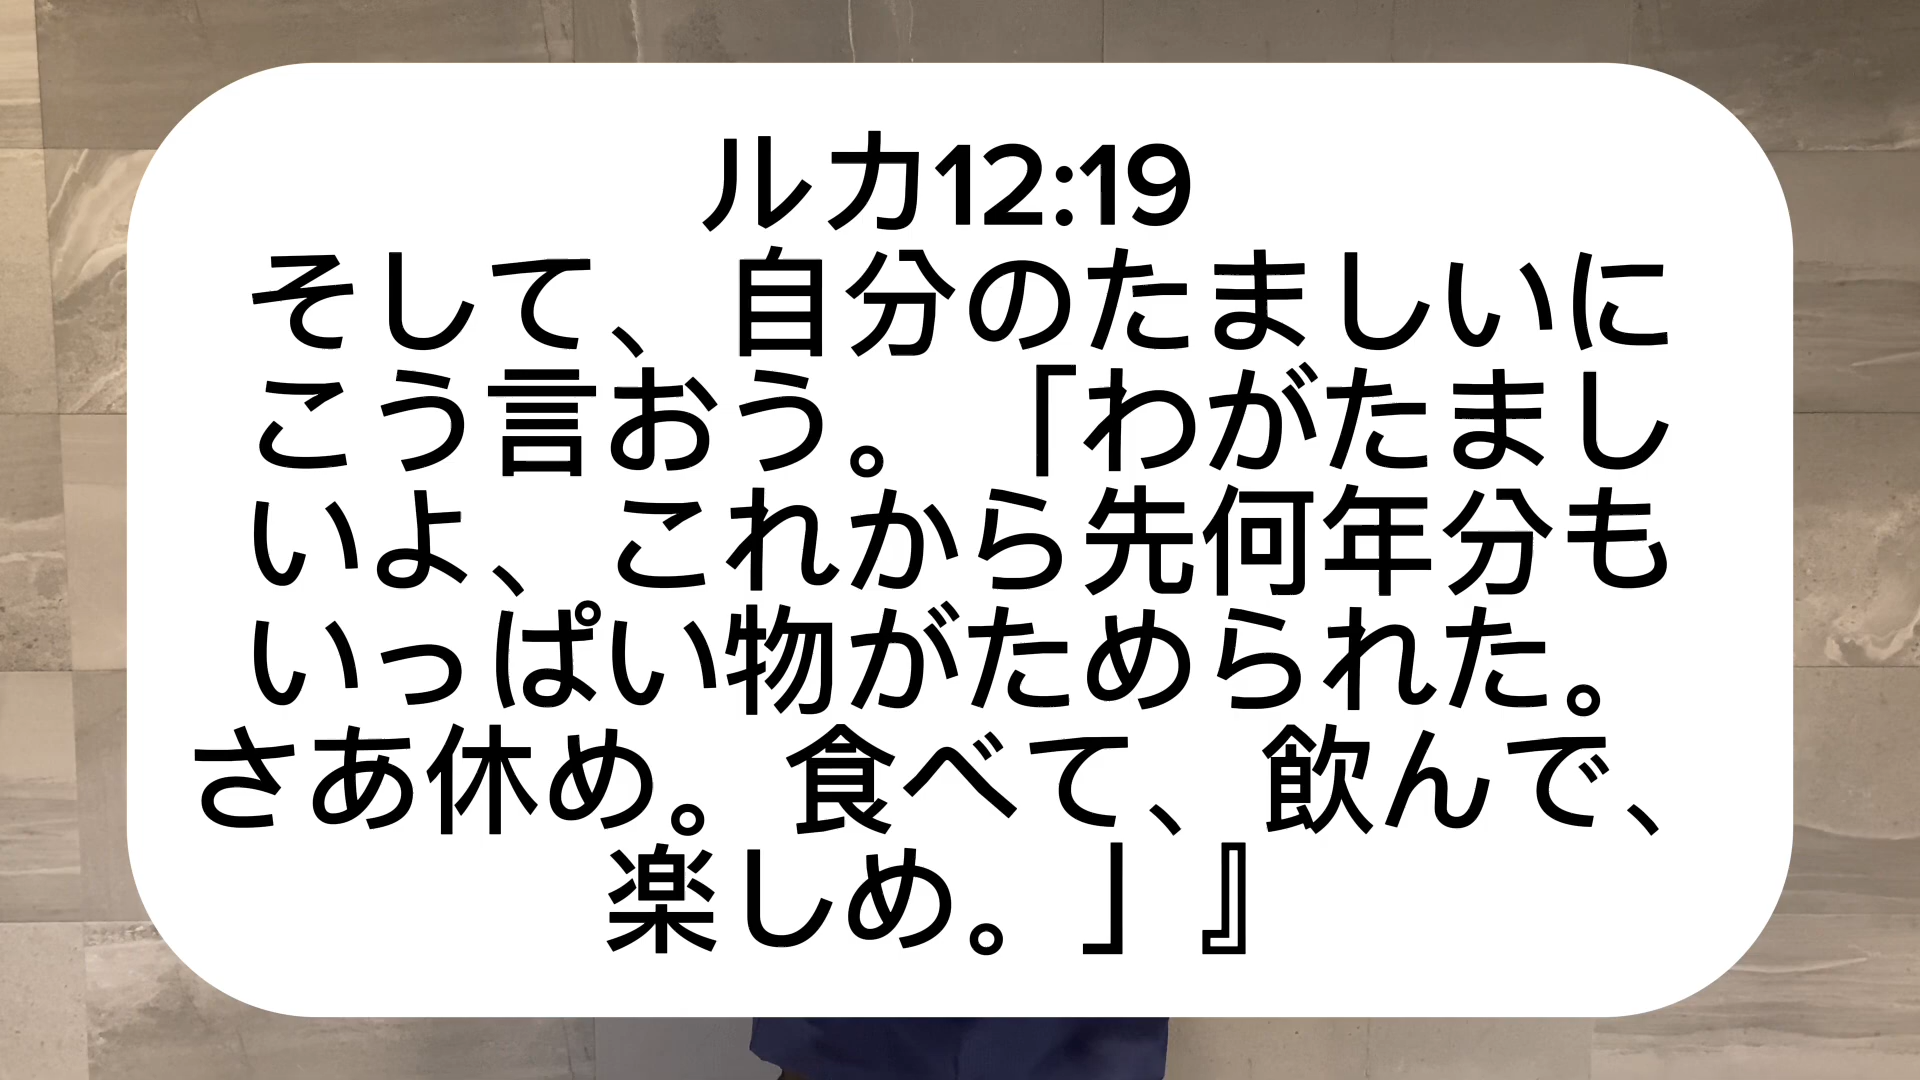 ルカ12:19
そして、自分のたましいに
こう言おう。「わがたまし
いよ、これから先何年分も
いっぱい物がためられた。
さあ休め。食べて、飲んで、
楽しめ。」』